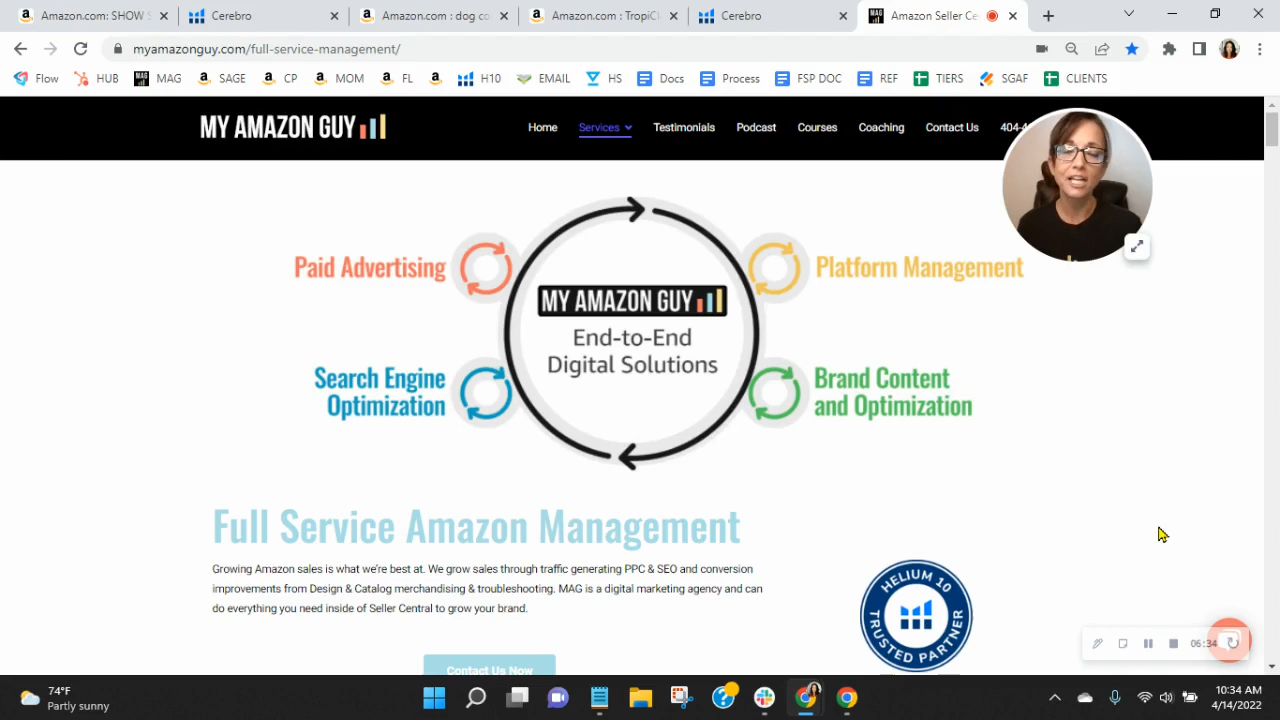 Amazon.com: SHOW S
Cerebro
Amazon.com : dog co
Amazon.com : TropiCl
Cerebro
Amazon Seller Ce
myamazonguy.com/full-service-management/
Flow
HUB
MAG
SAGE
CP
MOM
FL
H10
EMAIL
HS
Docs
Process
FSP DOC
REF
TIERS
SGAF
CLIENTS
MY AMAZON GUY
Home
Services
Testimonials
Podcast
Courses
Coaching
Contact Us
404-4
Paid Advertising
Platform Management
MY AMAZON GUY
End-to-End
Digital Solutions
Search Engine
Optimization
Brand Content
and Optimization
Full Service Amazon Management
Growing Amazon sales is what we're best at. We grow sales through traffic generating PPC & SEO and conversion
improvements from Design & Catalog merchandising & troubleshooting. MAG is a digital marketing agency and can
do everything you need inside of Seller Central to grow your brand.
HELIUM 10
TRUSTED PARTNER
Contact Us Now
06:34
74°F
Partly sunny
10:34 AM
4/14/2022